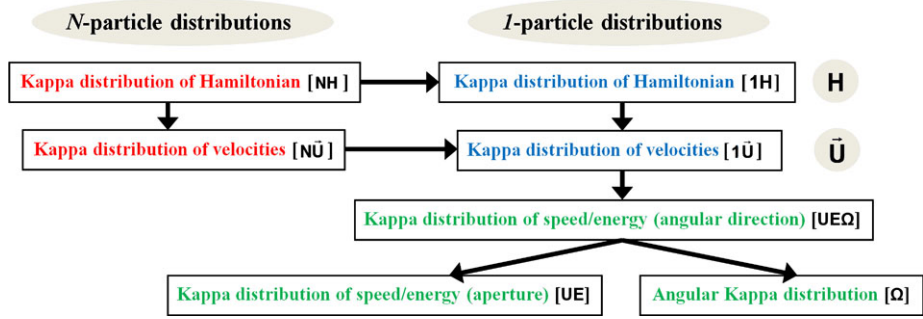 N-particle distributions
1-particle distributions
Kappa distribution of Hamiltonian [NH]
Kappa distribution of Hamiltonian [1H]
H
Kappa distribution of velocities [NU⃗]
Kappa distribution of velocities [1U⃗]
U⃗
Kappa distribution of speed/energy (angular direction) [UEΩ]
Kappa distribution of speed/energy (aperture) [UE]
Angular Kappa distribution [Ω]